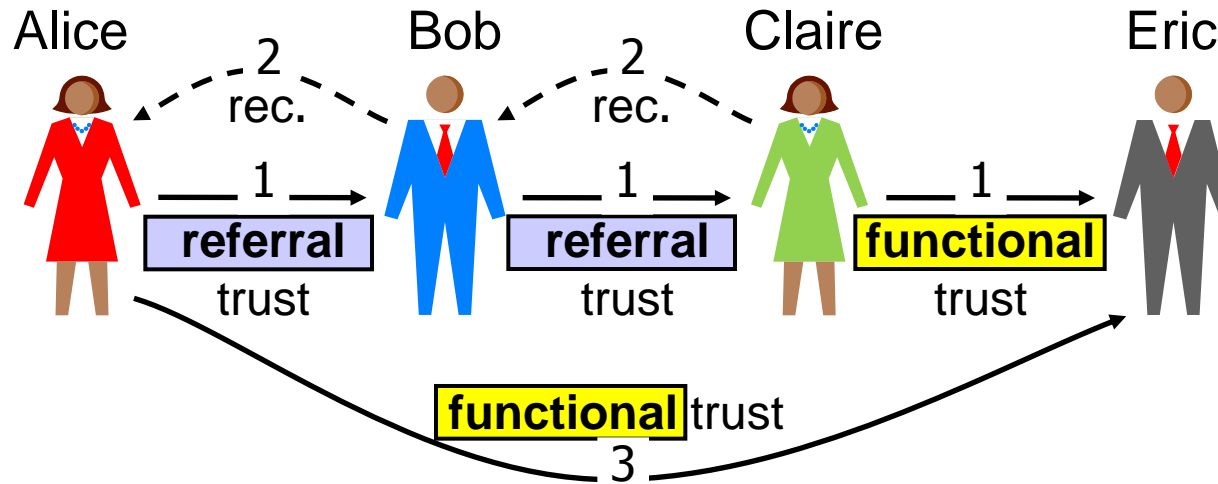 Alice Bob Claire Eric
2 2
rec. rec.
1 1 1
referral referral functional
trust trust trust
functional trust
3